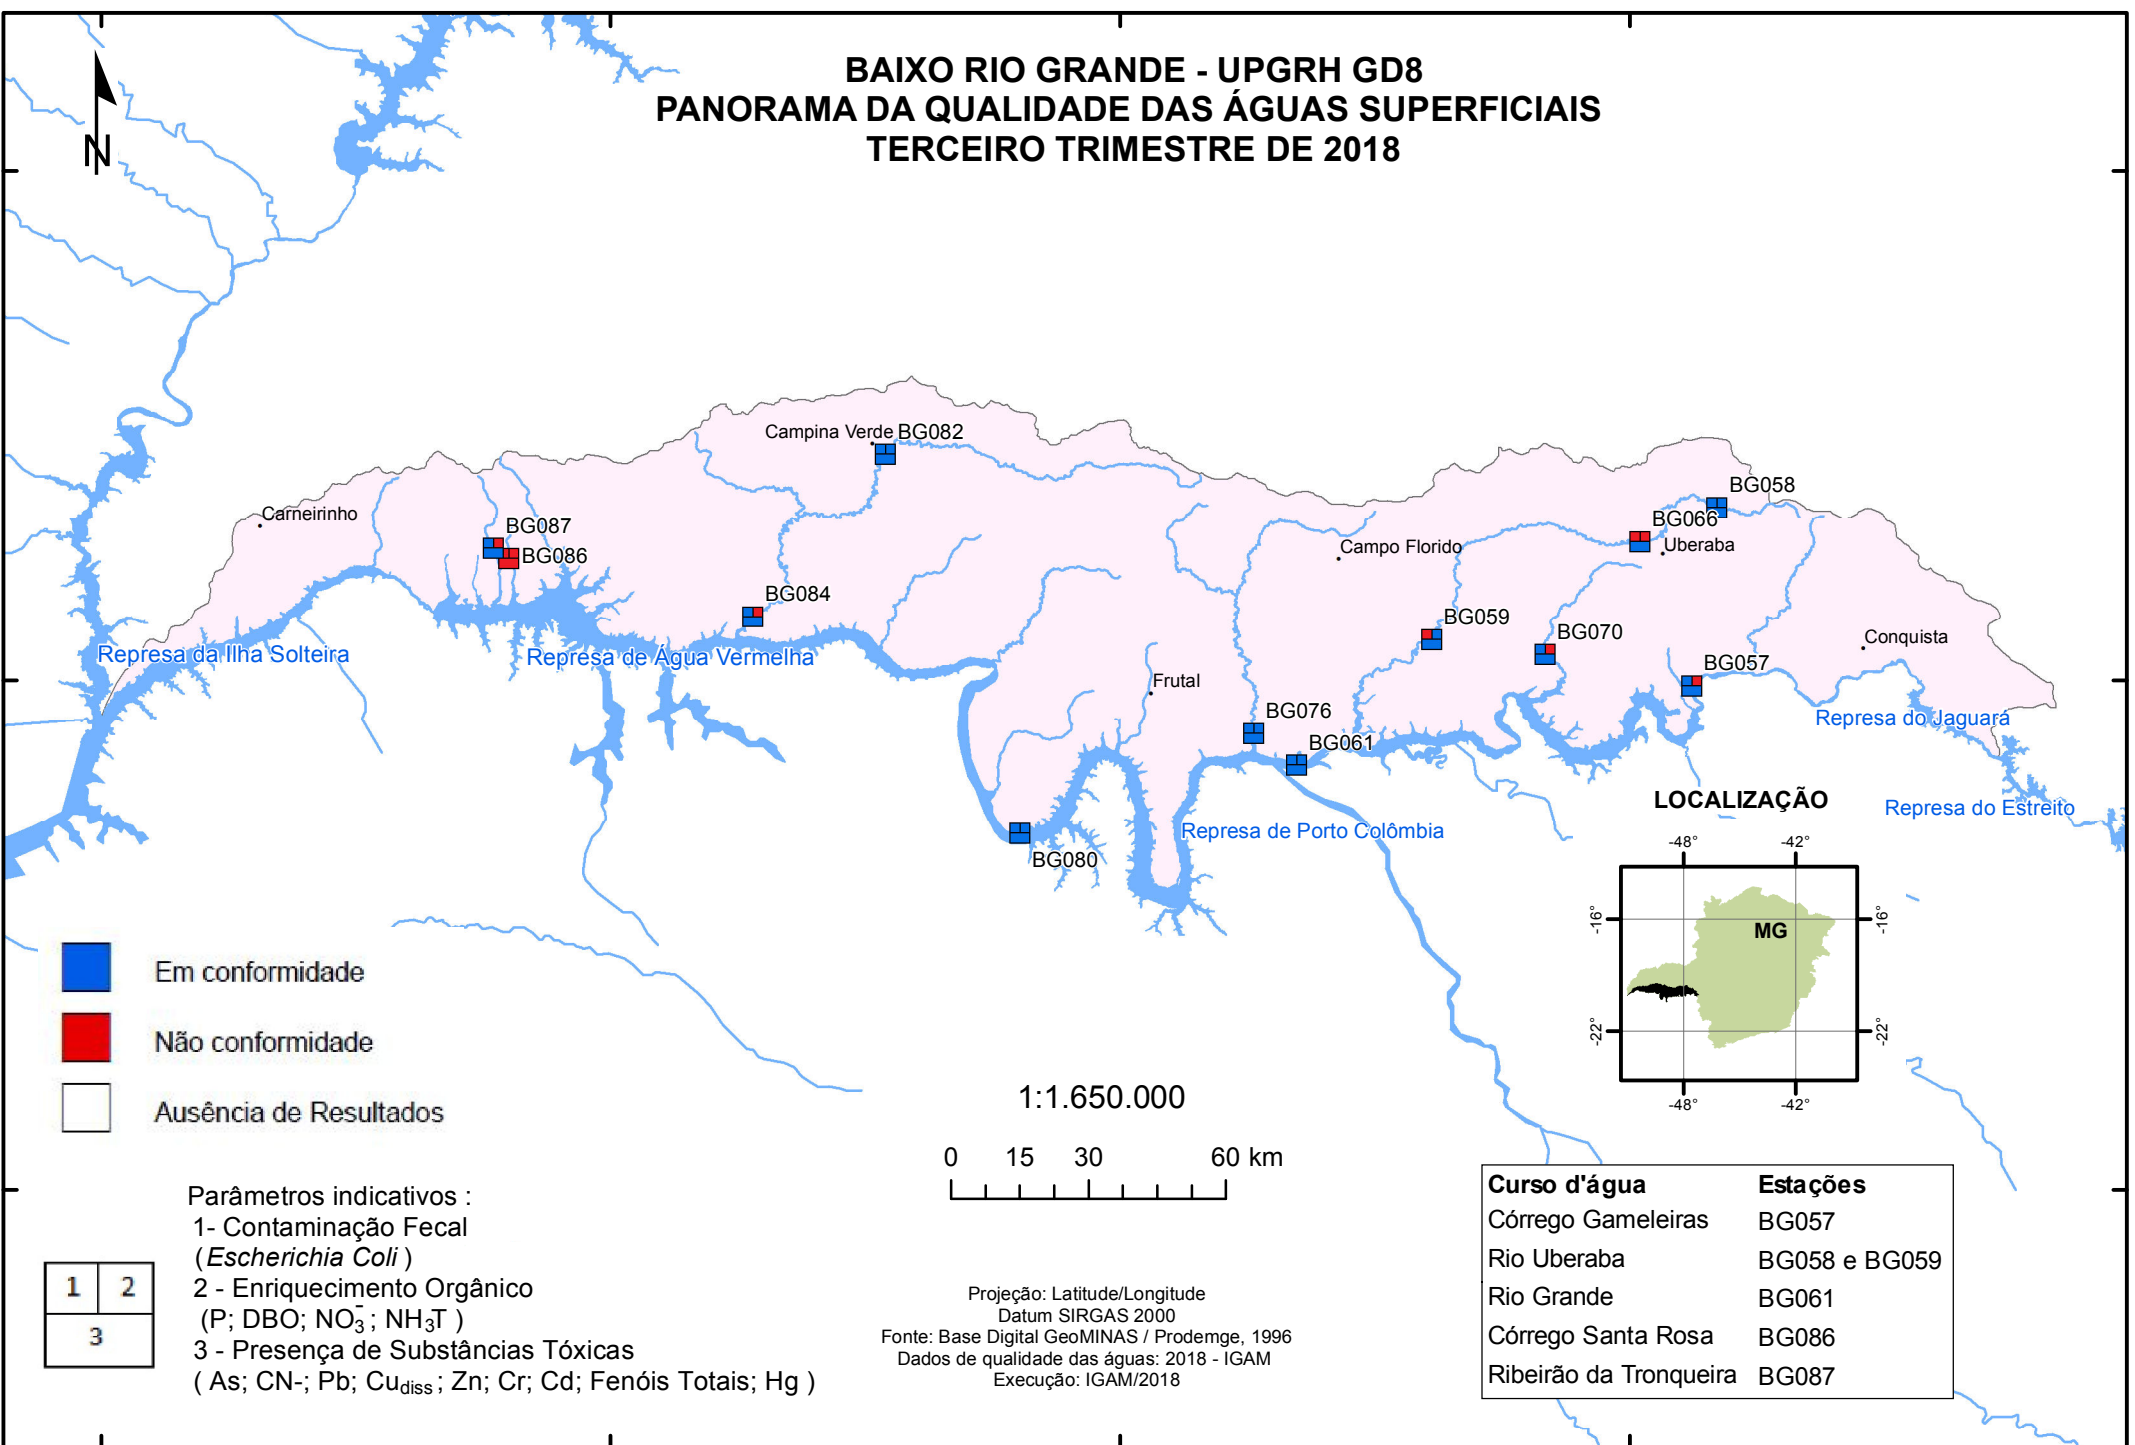 BAIXO RIO GRANDE - UPGRH GD8
PANORAMA DA QUALIDADE DAS ÁGUAS SUPERFICIAIS
TERCEIRO TRIMESTRE DE 2018
N
Campina Verde
BG082
Carneirinho
BG087
BG086
BG084
BG058
BG066
Uberaba
Campo Florido
BG059
BG070
BG057
Conquista
Represa da Ilha Solteira
Represa de Água Vermelha
Frutal
BG076
BG061
Represa do Jaguará
Represa do Estreito
Represa de Porto Colômbia
BG080
LOCALIZAÇÃO
-48°
-42°
-16°
-16°
MG
-22°
-22°
-48°
-42°
Em conformidade
Não conformidade
Ausência de Resultados
1:1.650.000
0 15 30 60 km
Parâmetros indicativos :
1- Contaminação Fecal
(Escherichia Coli )
2 - Enriquecimento Orgânico
(P; DBO; NO₃⁻; NH₃T )
3 - Presença de Substâncias Tóxicas
( As; CN-; Pb; Cudiss; Zn; Cr; Cd; Fenóis Totais; Hg )
1 2
3
Projeção: Latitude/Longitude
Datum SIRGAS 2000
Fonte: Base Digital GeoMINAS / Prodemge, 1996
Dados de qualidade das águas: 2018 - IGAM
Execução: IGAM/2018
Curso d'água Estações
Córrego Gameleiras BG057
Rio Uberaba BG058 e BG059
Rio Grande BG061
Córrego Santa Rosa BG086
Ribeirão da Tronqueira BG087